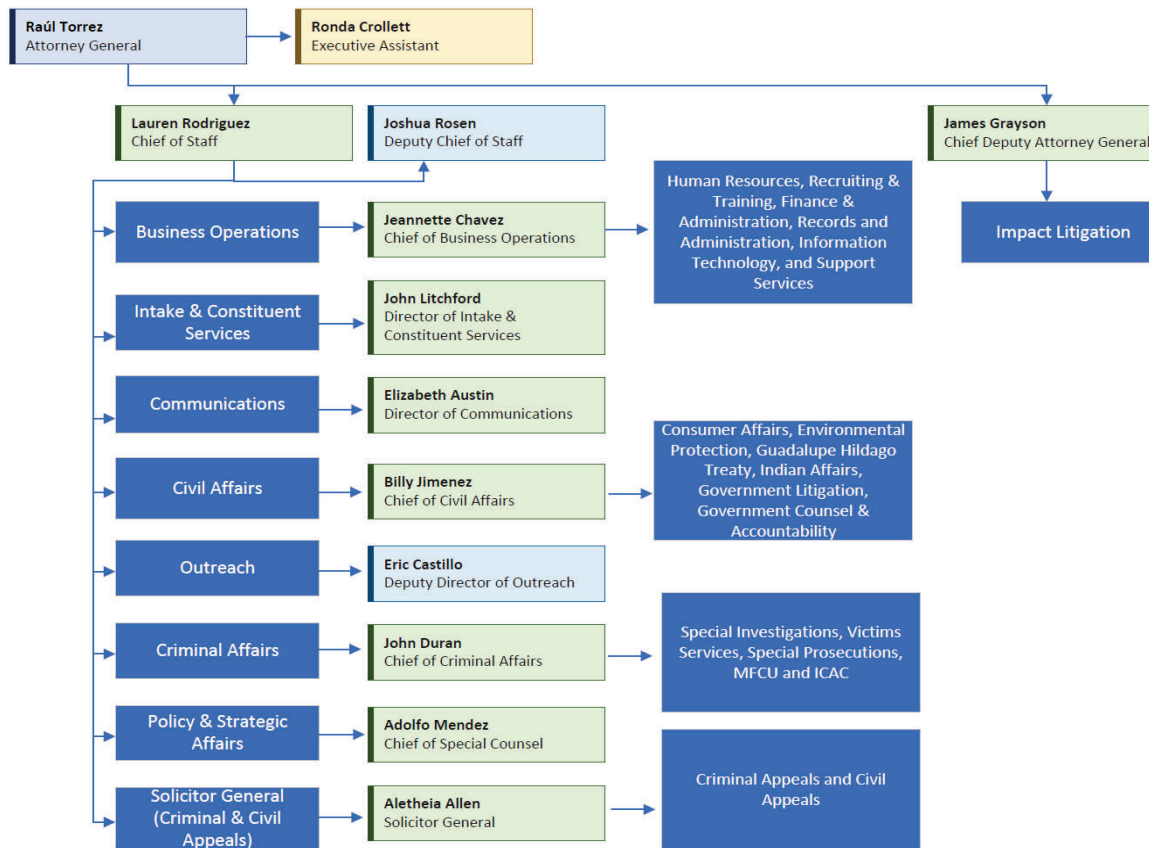 Raúl Torrez
Attorney General
Ronda Crollett
Executive Assistant
Lauren Rodriguez
Chief of Staff
Joshua Rosen
Deputy Chief of Staff
James Grayson
Chief Deputy Attorney General
Business Operations
Jeannette Chavez
Chief of Business Operations
Human Resources, Recruiting &
Training, Finance &
Administration, Records and
Administration, Information
Technology, and Support
Services
Impact Litigation
Intake & Constituent
Services
John Litchford
Director of Intake &
Constituent Services
Communications
Elizabeth Austin
Director of Communications
Civil Affairs
Billy Jimenez
Chief of Civil Affairs
Consumer Affairs, Environmental
Protection, Guadalupe Hildago
Treaty, Indian Affairs,
Government Litigation,
Government Counsel &
Accountability
Outreach
Eric Castillo
Deputy Director of Outreach
Criminal Affairs
John Duran
Chief of Criminal Affairs
Special Investigations, Victims
Services, Special Prosecutions,
MFCU and ICAC
Policy & Strategic
Affairs
Adolfo Mendez
Chief of Special Counsel
Solicitor General
(Criminal & Civil
Appeals)
Aletheia Allen
Solicitor General
Criminal Appeals and Civil
Appeals